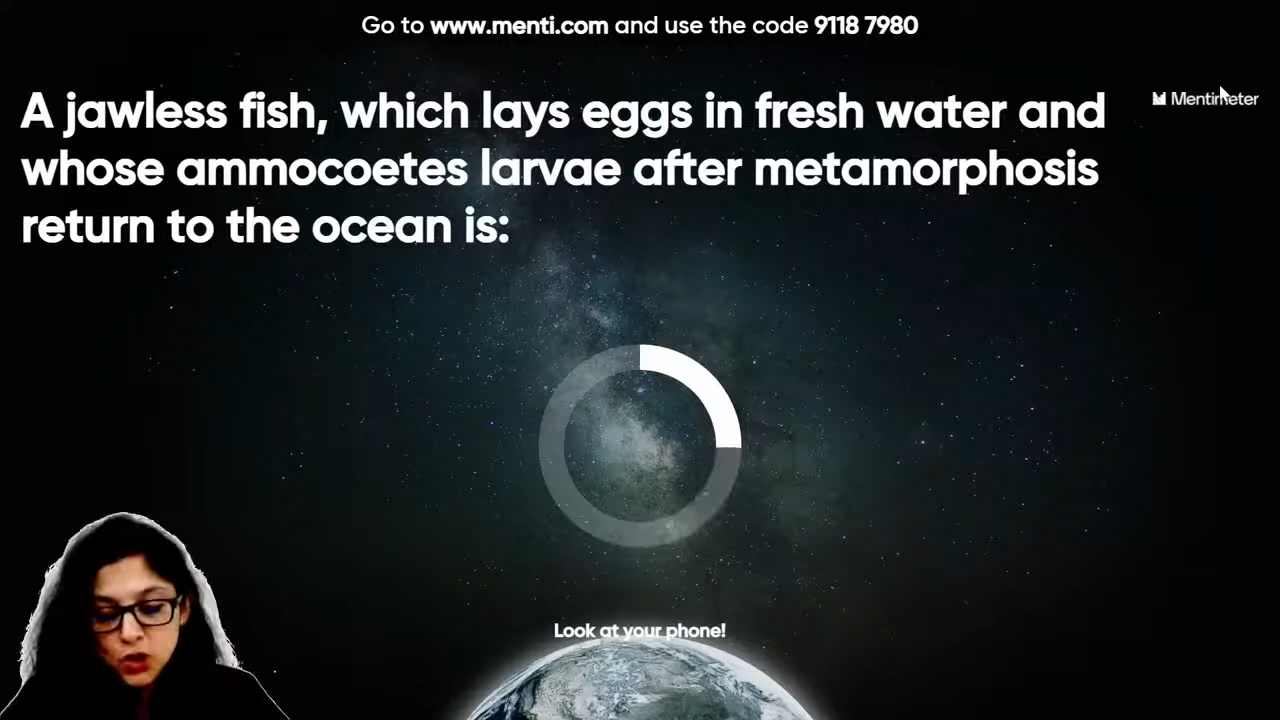 Go to www.menti.com and use the code 9118 7980
A jawless fish, which lays eggs in fresh water and
whose ammocoetes larvae after metamorphosis
return to the ocean is:
Mentimeter
Look at your phone!